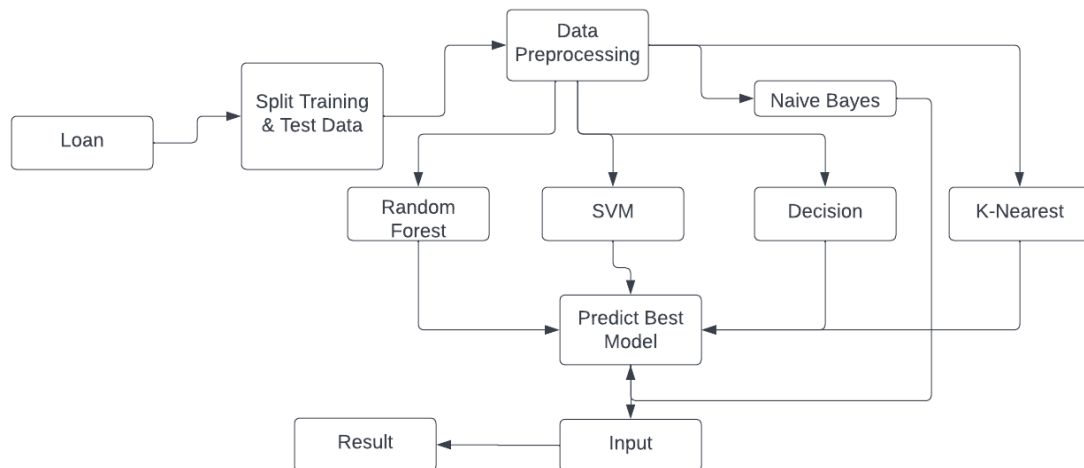 Data
Preprocessing
Split Training
& Test Data
Naive Bayes
Loan
Random
Forest
SVM
Decision
K-Nearest
Predict Best
Model
Result
Input